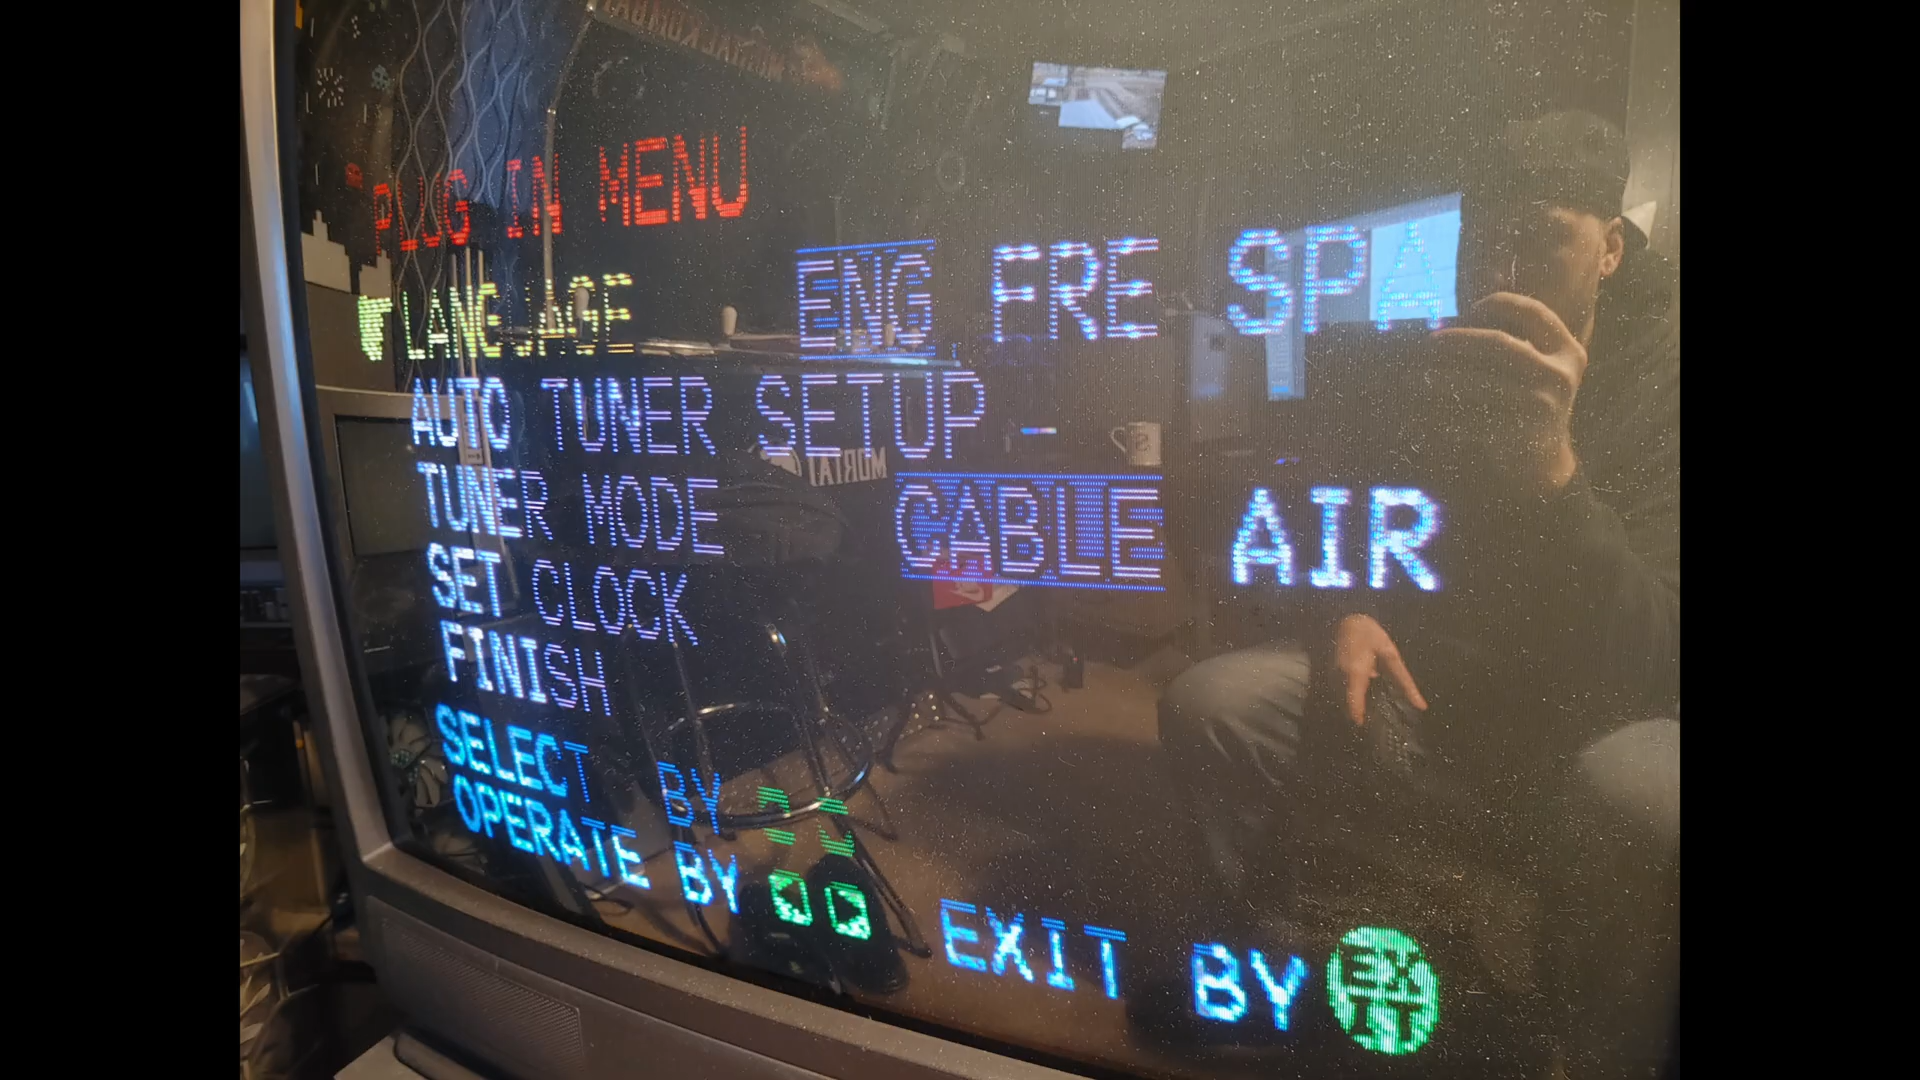 PLUG IN MENU
LANGUAGE ENG FRE SPA
AUTO TUNER SETUP
TUNER MODE CABLE AIR
SET CLOCK
FINISH
SELECT BY
OPERATE BY
EXIT BY EXIT